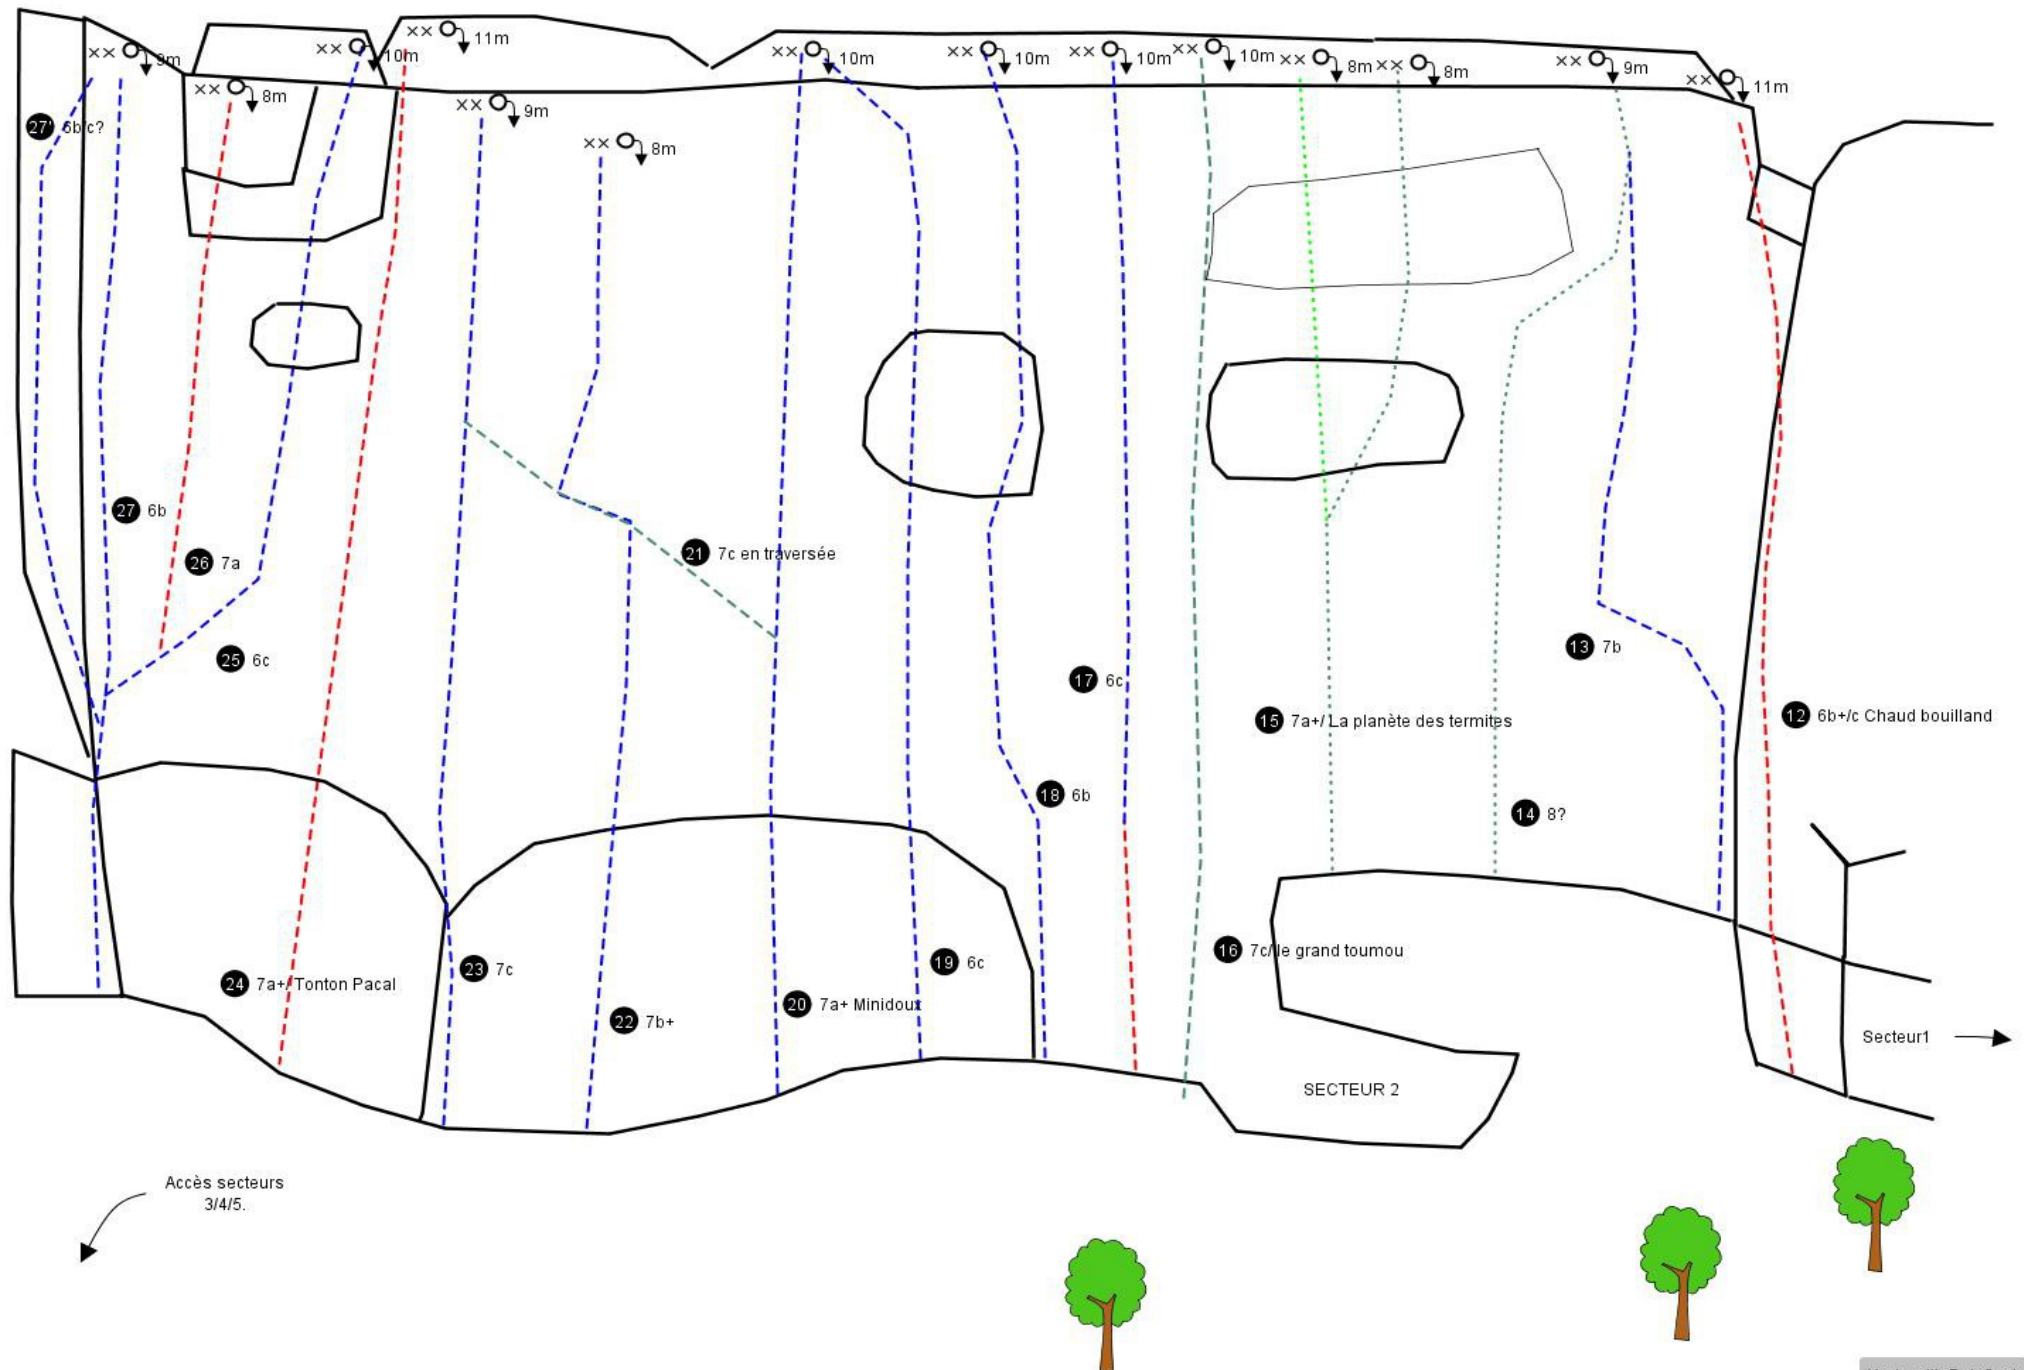 ×× 11m
×× 9m
×× 10m
×× 10m
×× 10m
×× 10m
×× 10m
×× 8m
×× 8m
×× 9m
×× 11m
×× 8m
×× 9m
×× 8m
27' 6b/c?
27 6b
26 7a
21 7c en traversée
25 6c
13 7b
17 6c
12 6b+/c Chaud bouilland
15 7a+/ La planète des termites
18 6b
14 8?
16 7c/ le grand toumou
19 6c
23 7c
24 7a+/ Tonton Pacal
20 7a+ Minidoux
22 7b+
Secteur1
SECTEUR 2
Accès secteurs
3/4/5.